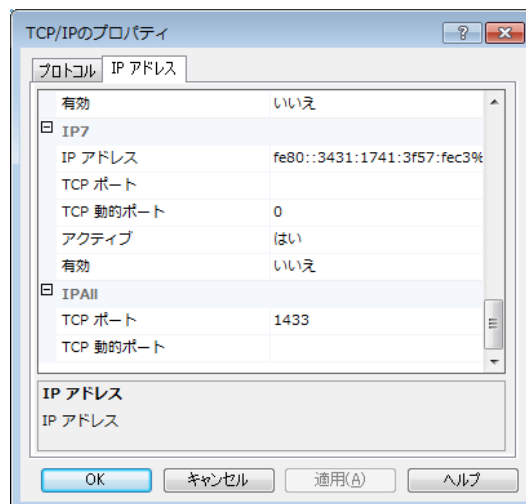 TCP/IPのプロパティ
プロトコル IP アドレス
有効 いいえ
IP7
IP アドレス fe80::3431:1741:3f57:fec3%
TCP ポート
TCP 動的ポート 0
アクティブ はい
有効 いいえ
IPAll
TCP ポート 1433
TCP 動的ポート
IP アドレス
IP アドレス
OK キャンセル 適用(A) ヘルプ